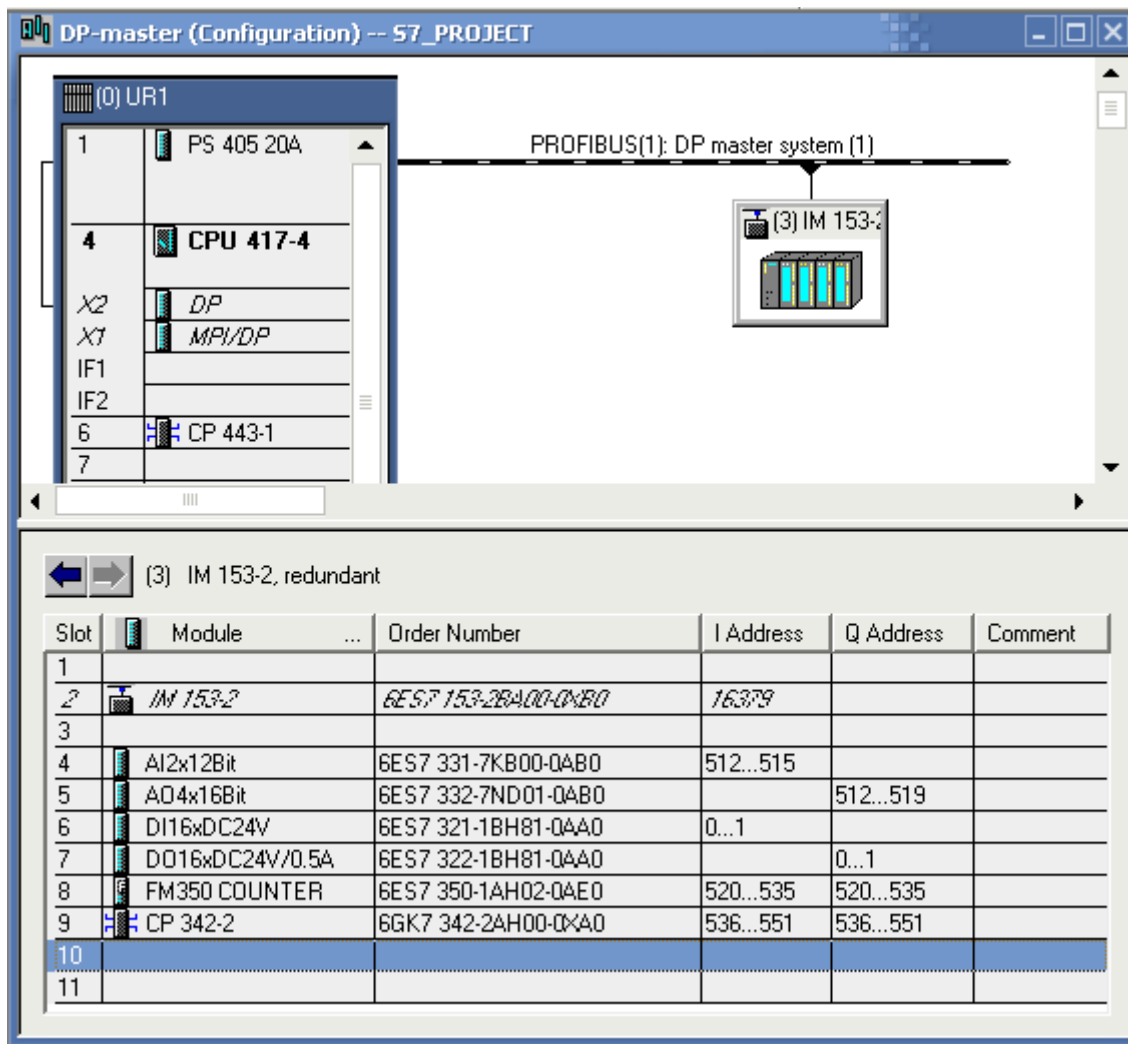 DP-master (Configuration) -- S7_PROJECT
(0) UR1
1 PS 405 20A
4 CPU 417-4
X2 DP
X1 MPI/DP
IF1
IF2
6 CP 443-1
7
PROFIBUS(1): DP master system (1)
(3) IM 153-2
(3) IM 153-2, redundant
Slot Module ... Order Number I Address Q Address Comment
1
2 IM 153-2 6ES7 153-2BA00-0XB0 16379
3
4 AI2x12Bit 6ES7 331-7KB00-0AB0 512...515
5 AO4x16Bit 6ES7 332-7ND01-0AB0 512...519
6 DI16xDC24V 6ES7 321-1BH81-0AA0 0...1
7 DO16xDC24V/0.5A 6ES7 322-1BH81-0AA0 0...1
8 FM350 COUNTER 6ES7 350-1AH02-0AE0 520...535 520...535
9 CP 342-2 6GK7 342-2AH00-0XA0 536...551 536...551
10
11